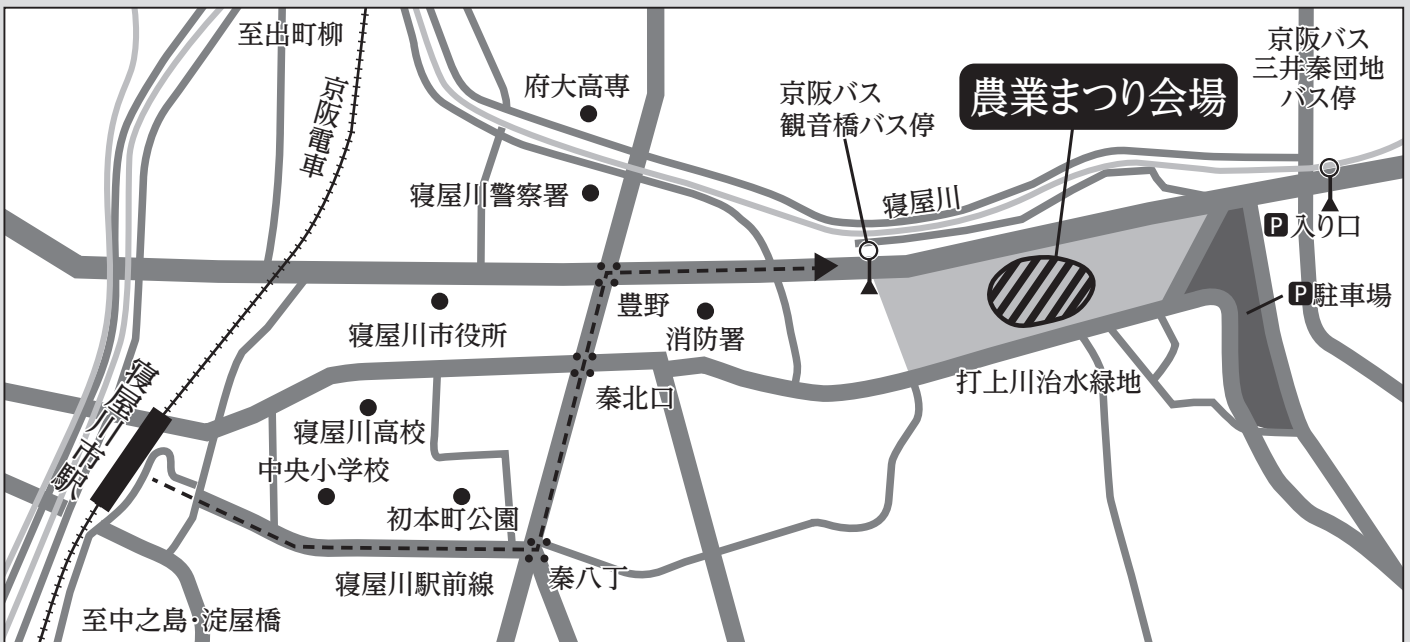 至出町柳
京阪電車
府大高専
京阪バス
観音橋バス停
農業まつり会場
京阪バス
三井秦団地
バス停
寝屋川警察署
寝屋川
P入り口
P駐車場
豊野
消防署
寝屋川市役所
打上川治水緑地
秦北口
寝屋川市駅
寝屋川高校
中央小学校
初本町公園
寝屋川駅前線
秦八丁
至中之島・淀屋橋